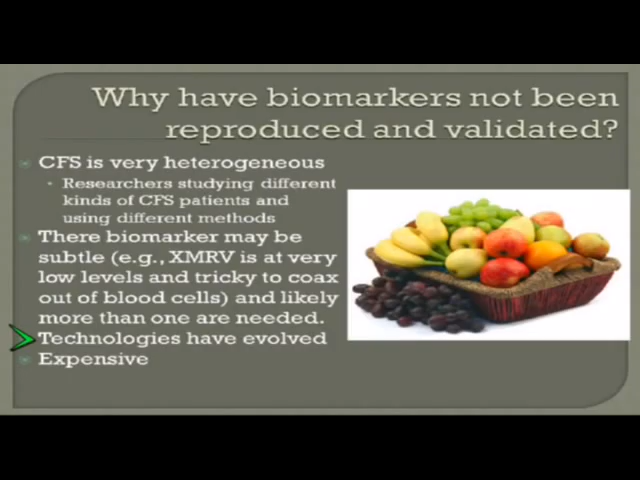 Why have biomarkers not been
reproduced and validated?
CFS is very heterogeneous
Researchers studying different
kinds of CFS patients and
using different methods
There biomarker may be
subtle (e.g., XMRV is at very
low levels and tricky to coax
out of blood cells) and likely
more than one are needed.
Technologies have evolved
Expensive